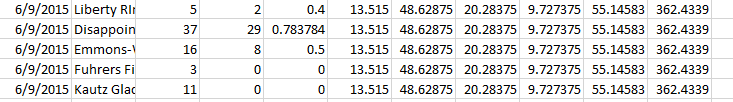 6/9/2015 Liberty RIn 5 2 0.4 13.515 48.62875 20.28375 9.727375 55.14583 362.4339
6/9/2015 Disappoin 37 29 0.783784 13.515 48.62875 20.28375 9.727375 55.14583 362.4339
6/9/2015 Emmons-V 16 8 0.5 13.515 48.62875 20.28375 9.727375 55.14583 362.4339
6/9/2015 Fuhrers Fi 3 0 0 13.515 48.62875 20.28375 9.727375 55.14583 362.4339
6/9/2015 Kautz Glac 11 0 0 13.515 48.62875 20.28375 9.727375 55.14583 362.4339